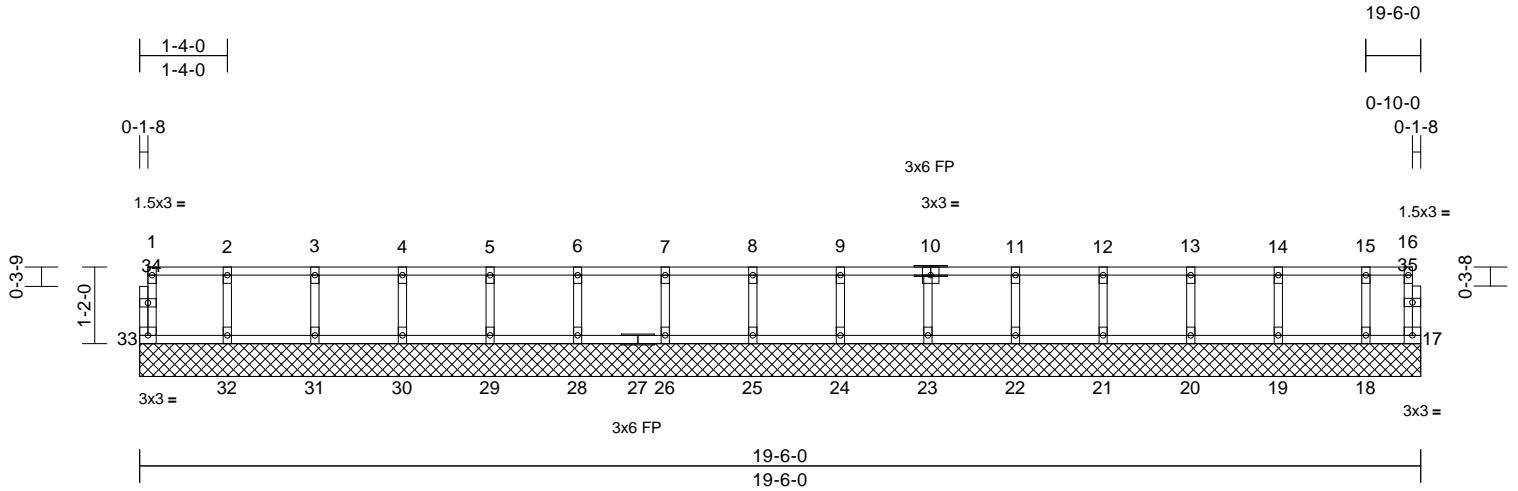 19-6-0
1-4-0
1-4-0
0-10-0
0-1-8
0-1-8
3x6 FP
1.5x3 =
3x3 =
1.5x3 =
1 2 3 4 5 6 7 8 9 10 11 12 13 14 15 16
34 35
0-3-9
1-2-0
0-3-8
33 17
32 31 30 29 28 27 26 25 24 23 22 21 20 19 18
3x3 =
3x3 =
3x6 FP
19-6-0
19-6-0